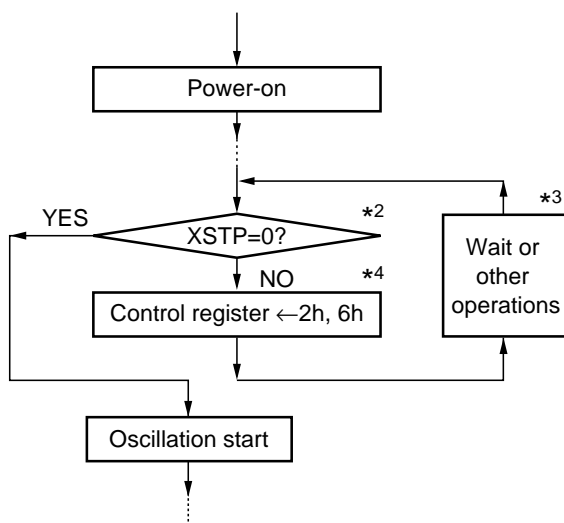 Power-on
YES
*2
*3
XSTP=0?
Wait or
other
operations
NO
*4
Control register ←2h, 6h
Oscillation start